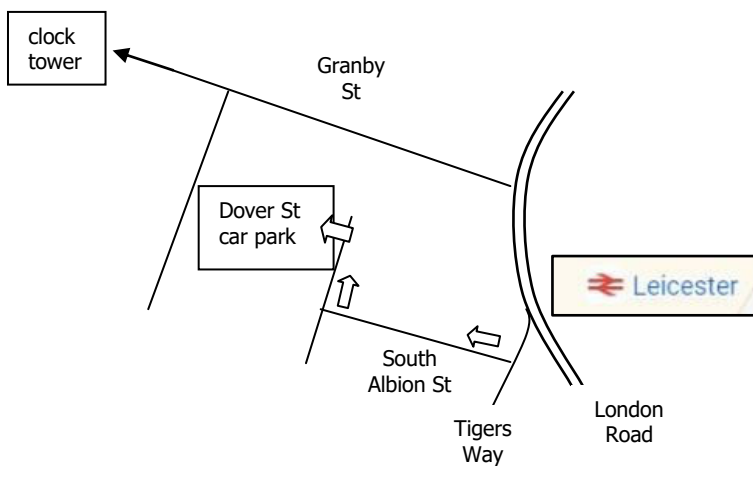 clock
tower
Granby
St
Dover St
car park
Leicester
South
Albion St
London
Road
Tigers
Way